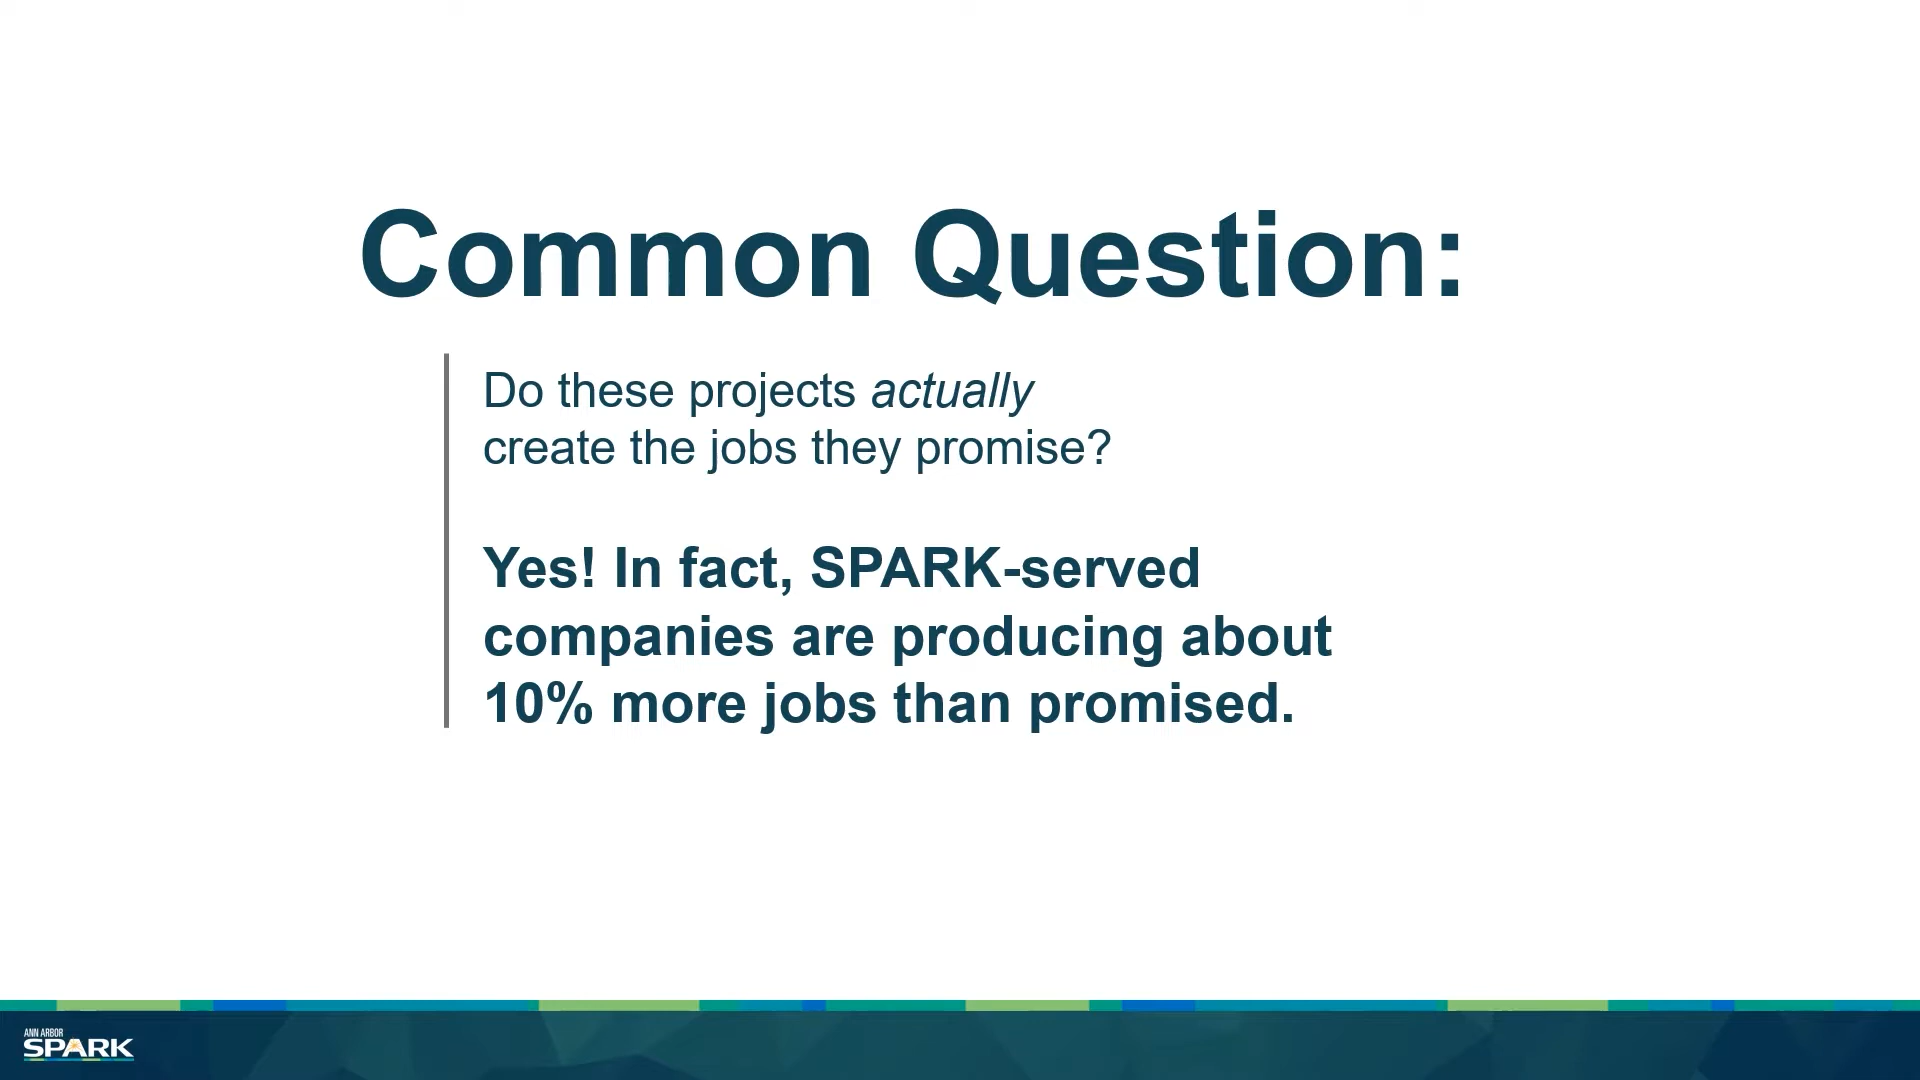 Common Question:
Do these projects actually
create the jobs they promise?
Yes! In fact, SPARK-served
companies are producing about
10% more jobs than promised.
ANN ARBOR
SPARK